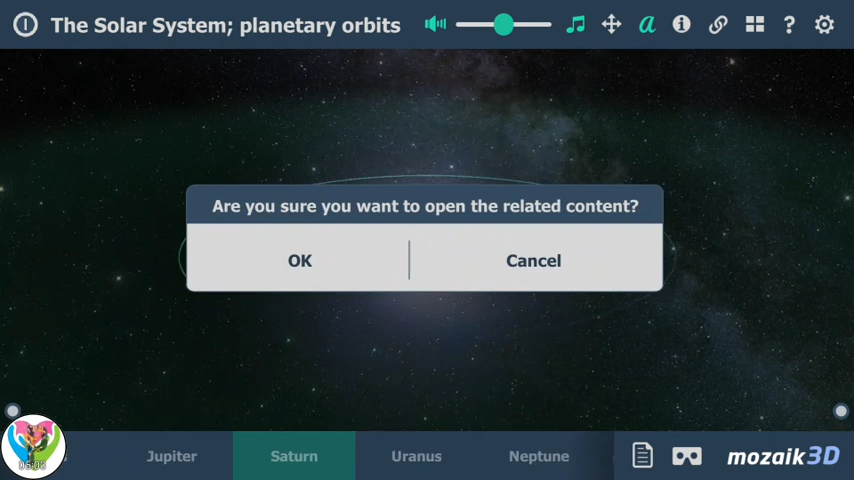 The Solar System; planetary orbits
Are you sure you want to open the related content?
OK
Cancel
Jupiter
Saturn
Uranus
Neptune
mozaik3D